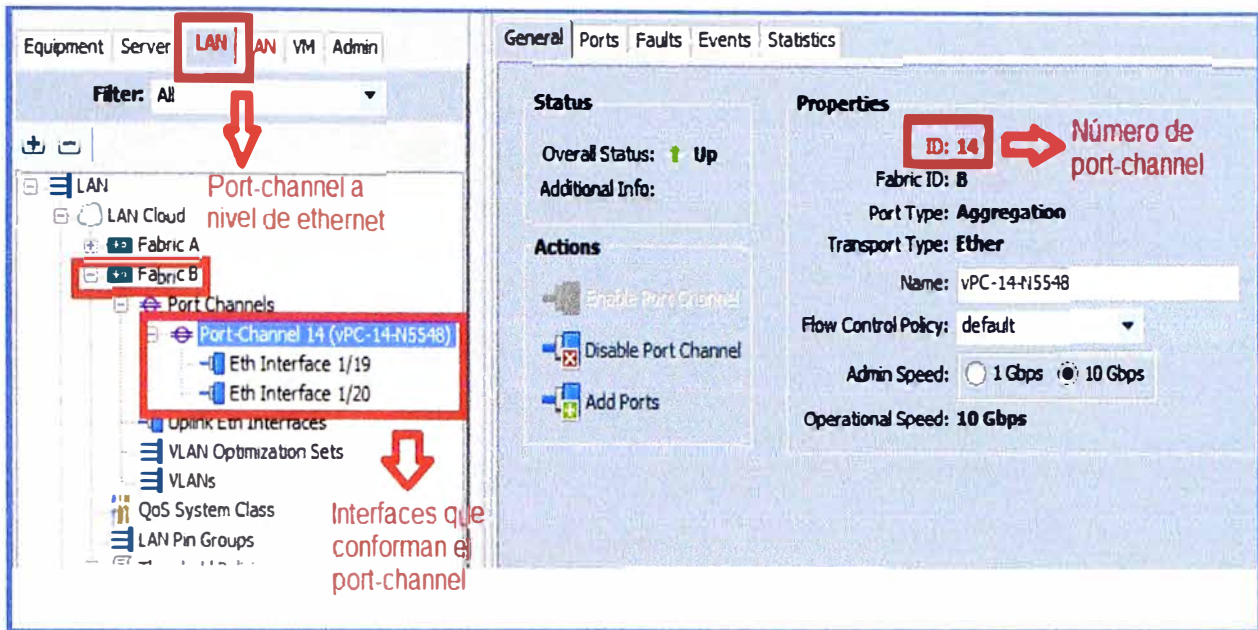 Equipment Server LAN AN VM Admin
Filter: All
LAN
Port-channel a
nivel de ethernet
LAN Cloud
Fabric A
Fabric B
Port Channels
Port-Channel 14 (vPC-14-N5548)
Eth Interface 1/19
Eth Interface 1/20
Uplink Eth Interfaces
VLAN Optimization Sets
VLANs
QoS System Class
LAN Pin Groups
Interfaces que
conforman el
port-channel
General Ports Faults Events Statistics
Status
Overall Status: Up
Additional Info:
Actions
Enable Port Channel
Disable Port Channel
Add Ports
Properties
ID: 14
Número de
port-channel
Fabric ID: B
Port Type: Aggregation
Transport Type: Ether
Name: vPC-14-N5548
Flow Control Policy: default
Admin Speed: 1 Gbps 10 Gbps
Operational Speed: 10 Gbps